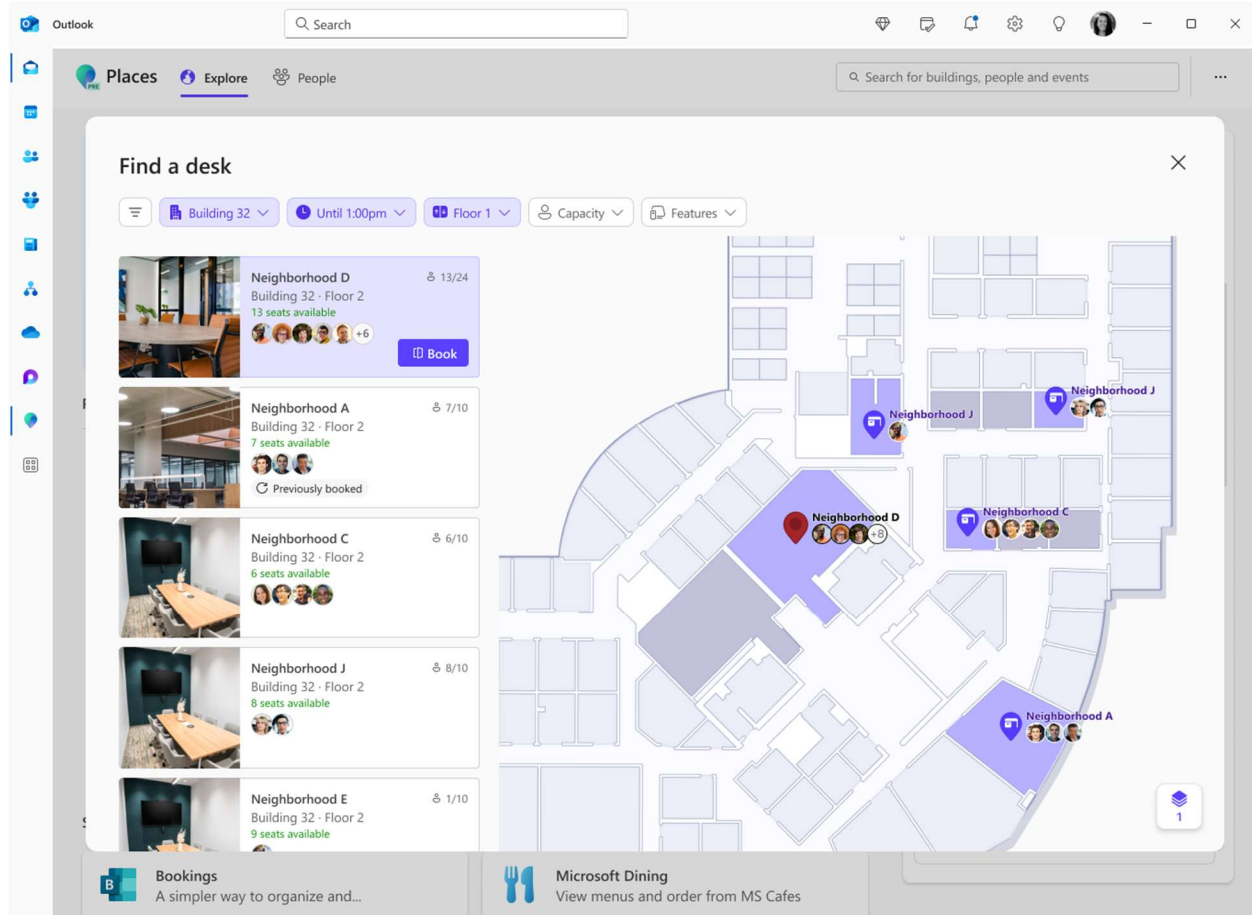 Outlook
Search
Places
PRE
Explore
People
Search for buildings, people and events
Find a desk
Building 32
Until 1:00pm
Floor 1
Capacity
Features
Neighborhood D
13/24
Building 32 · Floor 2
13 seats available
+6
Book
Neighborhood A
7/10
Building 32 · Floor 2
7 seats available
Previously booked
Neighborhood C
6/10
Building 32 · Floor 2
6 seats available
Neighborhood J
8/10
Building 32 · Floor 2
8 seats available
Neighborhood E
1/10
Building 32 · Floor 2
9 seats available
Neighborhood J
Neighborhood J
Neighborhood D
+8
Neighborhood C
Neighborhood A
1
B
Bookings
A simpler way to organize and...
Microsoft Dining
View menus and order from MS Cafes